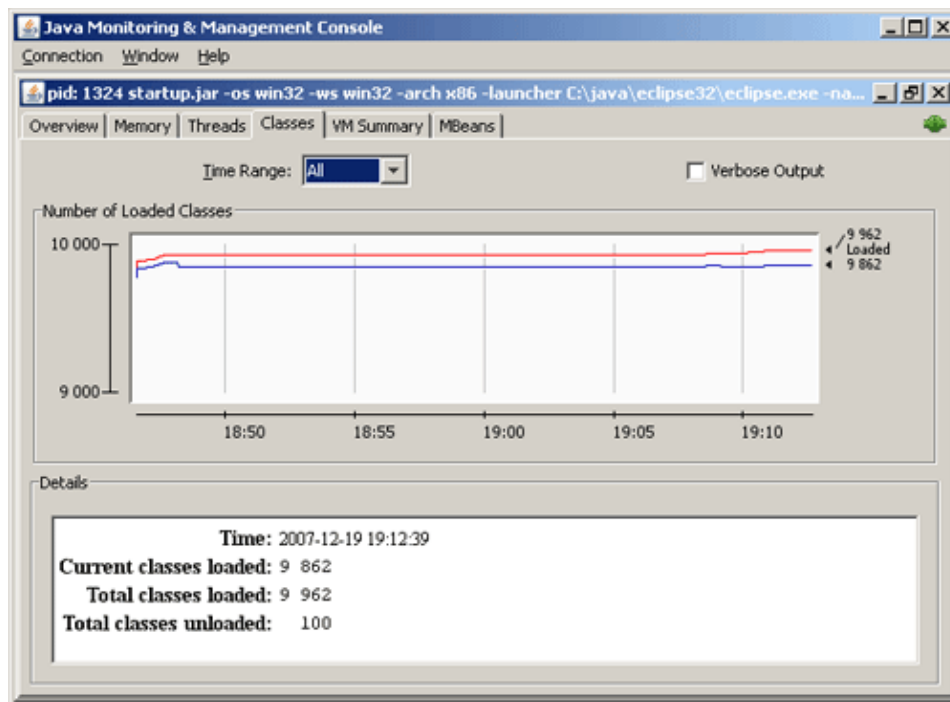 Java Monitoring & Management Console
Connection Window Help
pid: 1324 startup.jar -os win32 -ws win32 -arch x86 -launcher C:\java\eclipse32\eclipse.exe -na...
Overview Memory Threads Classes VM Summary MBeans
Time Range: All Verbose Output
Number of Loaded Classes
10 000
9 962
Loaded
9 862
9 000
18:50 18:55 19:00 19:05 19:10
Details
Time: 2007-12-19 19:12:39
Current classes loaded: 9 862
Total classes loaded: 9 962
Total classes unloaded: 100